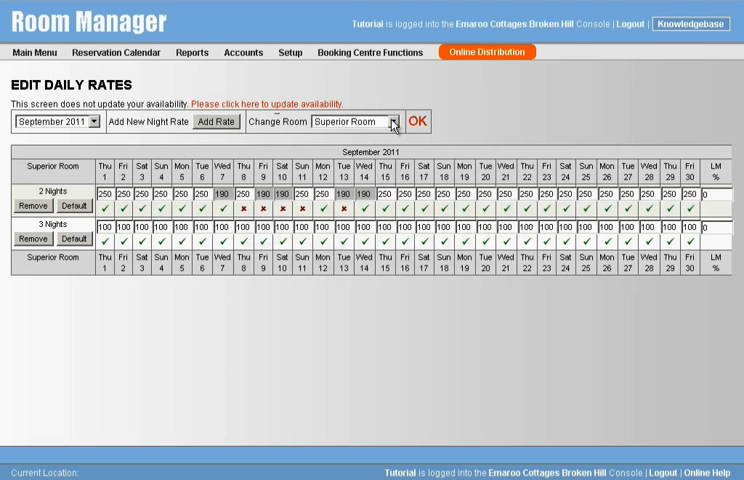 Room Manager
Tutorial is logged into the Emaroo Cottages Broken Hill Console | Logout | Knowledgebase
Main Menu Reservation Calendar Reports Accounts Setup Booking Centre Functions Online Distribution
EDIT DAILY RATES
This screen does not update your availability. Please click here to update availability.
September 2011 Add New Night Rate Add Rate Change Room Superior Room OK
September 2011
Superior Room Thu Fri Sat Sun Mon Tue Wed Thu Fri Sat Sun Mon Tue Wed Thu Fri Sat Sun Mon Tue Wed Thu Fri Sat Sun Mon Tue Wed Thu Fri LM
1 2 3 4 5 6 7 8 9 10 11 12 13 14 15 16 17 18 19 20 21 22 23 24 25 26 27 28 29 30 %
2 Nights 250 250 250 250 250 250 190 250 190 190 250 250 190 190 250 250 250 250 250 250 250 250 250 250 250 250 250 250 250 250 0
Remove Default ✓ ✓ ✓ ✓ ✓ ✓ ✓ ✗ ✗ ✗ ✗ ✓ ✗ ✓ ✓ ✓ ✓ ✓ ✓ ✓ ✓ ✓ ✓ ✓ ✓ ✓ ✓ ✓ ✓ ✓
3 Nights 100 100 100 100 100 100 100 100 100 100 100 100 100 100 100 100 100 100 100 100 100 100 100 100 100 100 100 100 100 100 0
Remove Default ✓ ✓ ✓ ✓ ✓ ✓ ✓ ✓ ✓ ✓ ✓ ✓ ✓ ✓ ✓ ✓ ✓ ✓ ✓ ✓ ✓ ✓ ✓ ✓ ✓ ✓ ✓ ✓ ✓ ✓
Superior Room Thu Fri Sat Sun Mon Tue Wed Thu Fri Sat Sun Mon Tue Wed Thu Fri Sat Sun Mon Tue Wed Thu Fri Sat Sun Mon Tue Wed Thu Fri LM
1 2 3 4 5 6 7 8 9 10 11 12 13 14 15 16 17 18 19 20 21 22 23 24 25 26 27 28 29 30 %
Current Location: Tutorial is logged into the Emaroo Cottages Broken Hill Console | Logout | Online Help